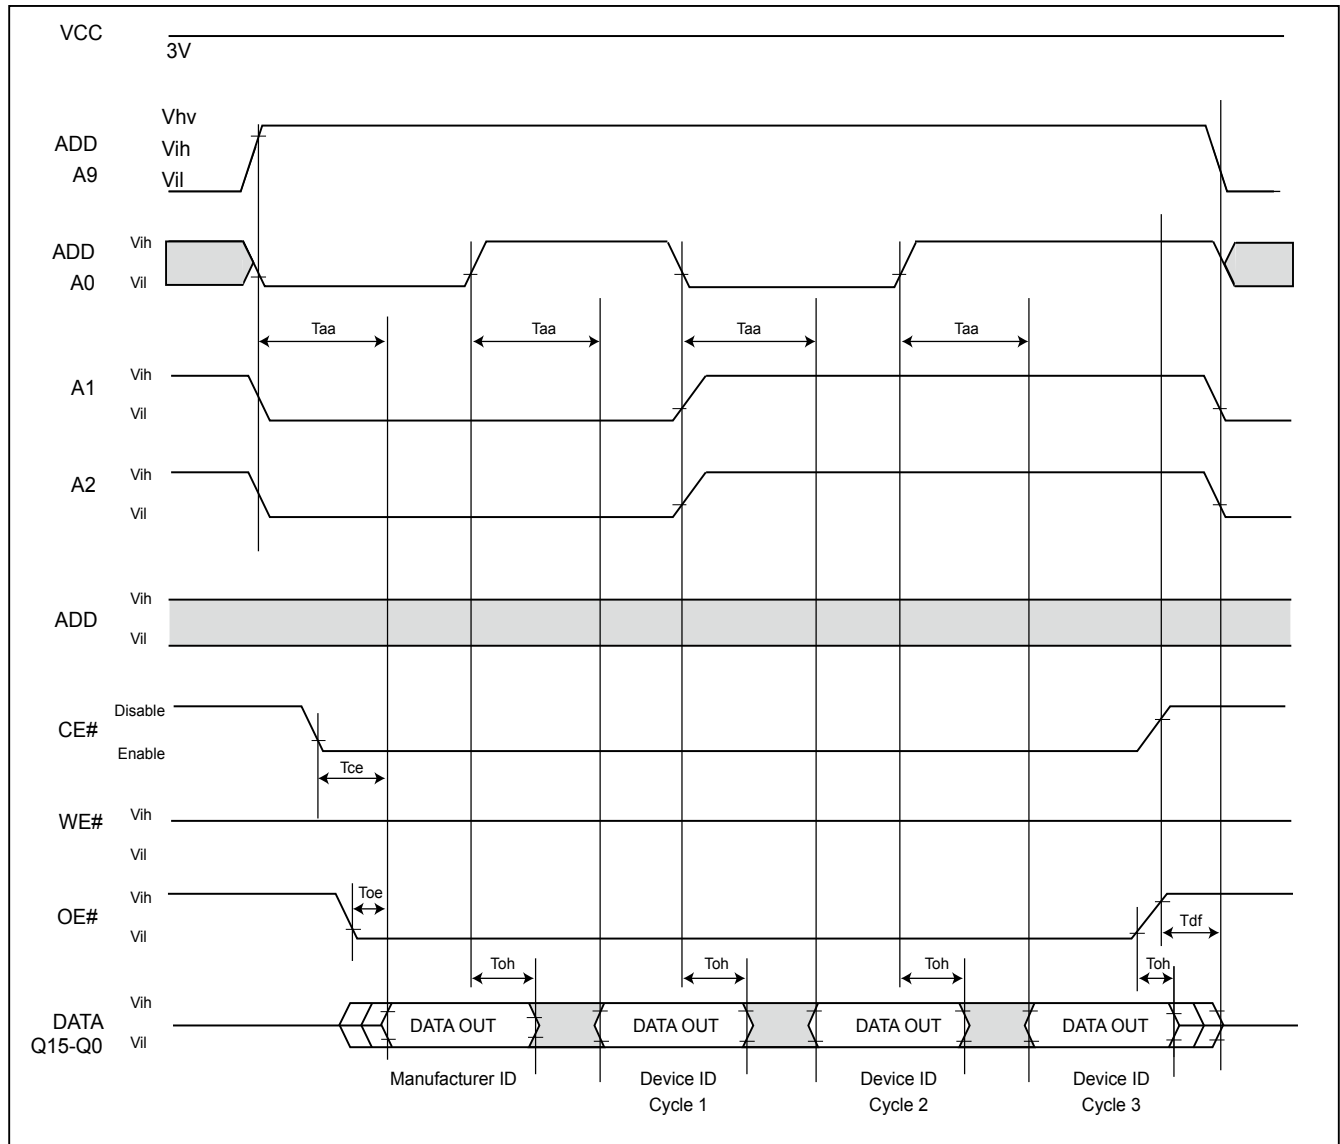 VCC
3V
Vhv
ADD
Vih
A9
Vil
ADD
Vih
A0
Vil
Taa
Taa
Taa
Taa
A1
Vih
Vil
A2
Vih
Vil
ADD
Vih
Vil
CE#
Disable
Enable
Tce
WE#
Vih
Vil
OE#
Vih
Vil
Toe
Tdf
Toh
Toh
Toh
Toh
DATA
Q15-Q0
Vih
Vil
DATA OUT
DATA OUT
DATA OUT
DATA OUT
Manufacturer ID
Device ID
Cycle 1
Device ID
Cycle 2
Device ID
Cycle 3